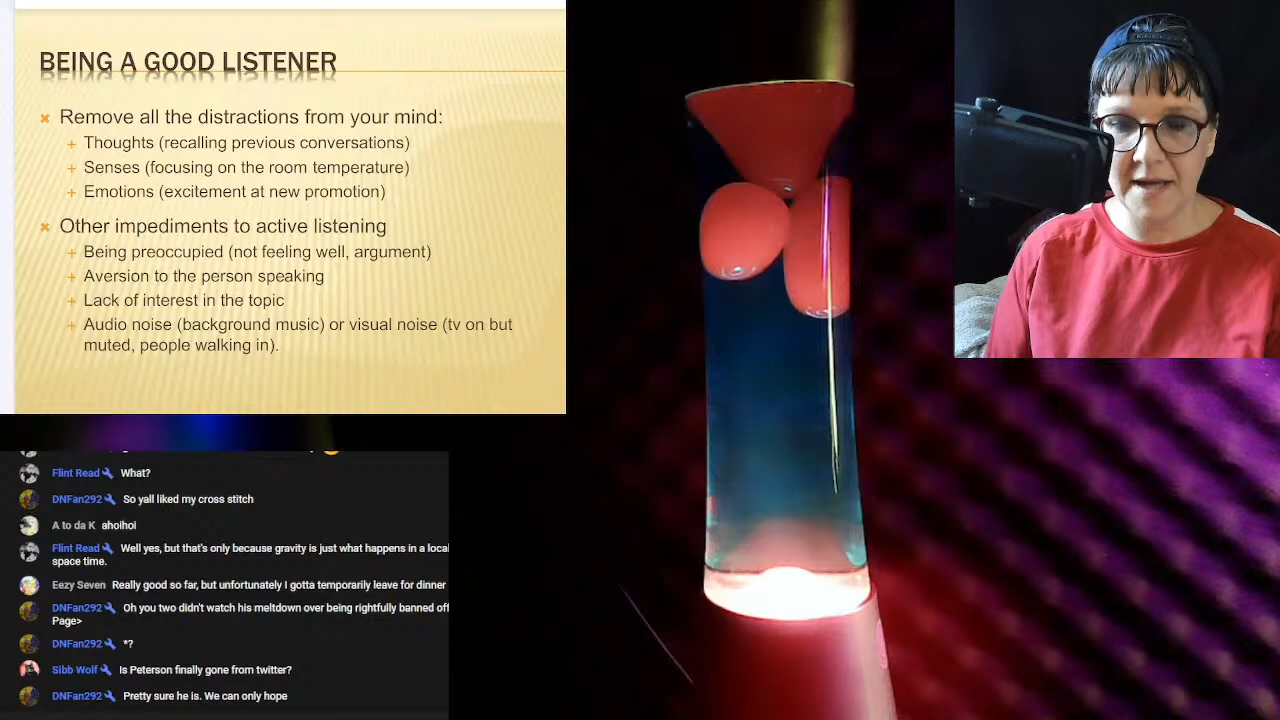 BEING A GOOD LISTENER
Remove all the distractions from your mind:
Thoughts (recalling previous conversations)
Senses (focusing on the room temperature)
Emotions (excitement at new promotion)
Other impediments to active listening
Being preoccupied (not feeling well, argument)
Aversion to the person speaking
Lack of interest in the topic
Audio noise (background music) or visual noise (tv on but
muted, people walking in).
Flint Read What?
DNFan292 So yall liked my cross stitch
A to da K ahoihoi
Flint Read Well yes, but that's only because gravity is just what happens in a local
space time.
Eezy Seven Really good so far, but unfortunately I gotta temporarily leave for dinner
DNFan292 Oh you two didn't watch his meltdown over being rightfully banned off
Page>
DNFan292 *?
Sibb Wolf Is Peterson finally gone from twitter?
DNFan292 Pretty sure he is. We can only hope